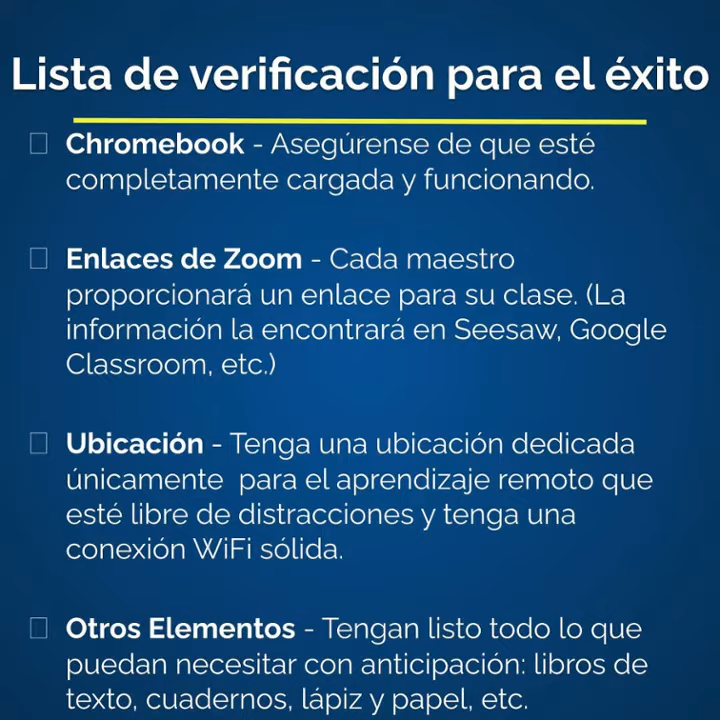 Lista de verificación para el éxito
Chromebook - Asegúrense de que esté
completamente cargada y funcionando.
Enlaces de Zoom - Cada maestro
proporcionará un enlace para su clase. (La
información la encontrará en Seesaw, Google
Classroom, etc.)
Ubicación - Tenga una ubicación dedicada
únicamente  para el aprendizaje remoto que
esté libre de distracciones y tenga una
conexión WiFi sólida.
Otros Elementos - Tengan listo todo lo que
puedan necesitar con anticipación: libros de
texto, cuadernos, lápiz y papel, etc.